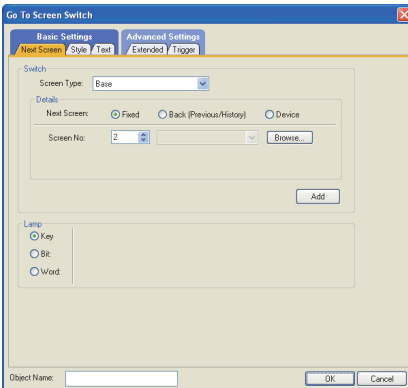 Go To Screen Switch
Basic Settings Advanced Settings
Next Screen Style Text Extended Trigger
Switch
Screen Type: Base
Details
Next Screen: Fixed Back (Previous/History) Device
Screen No: 2 Browse...
Add
Lamp
Key
Bit:
Word:
Object Name: OK Cancel